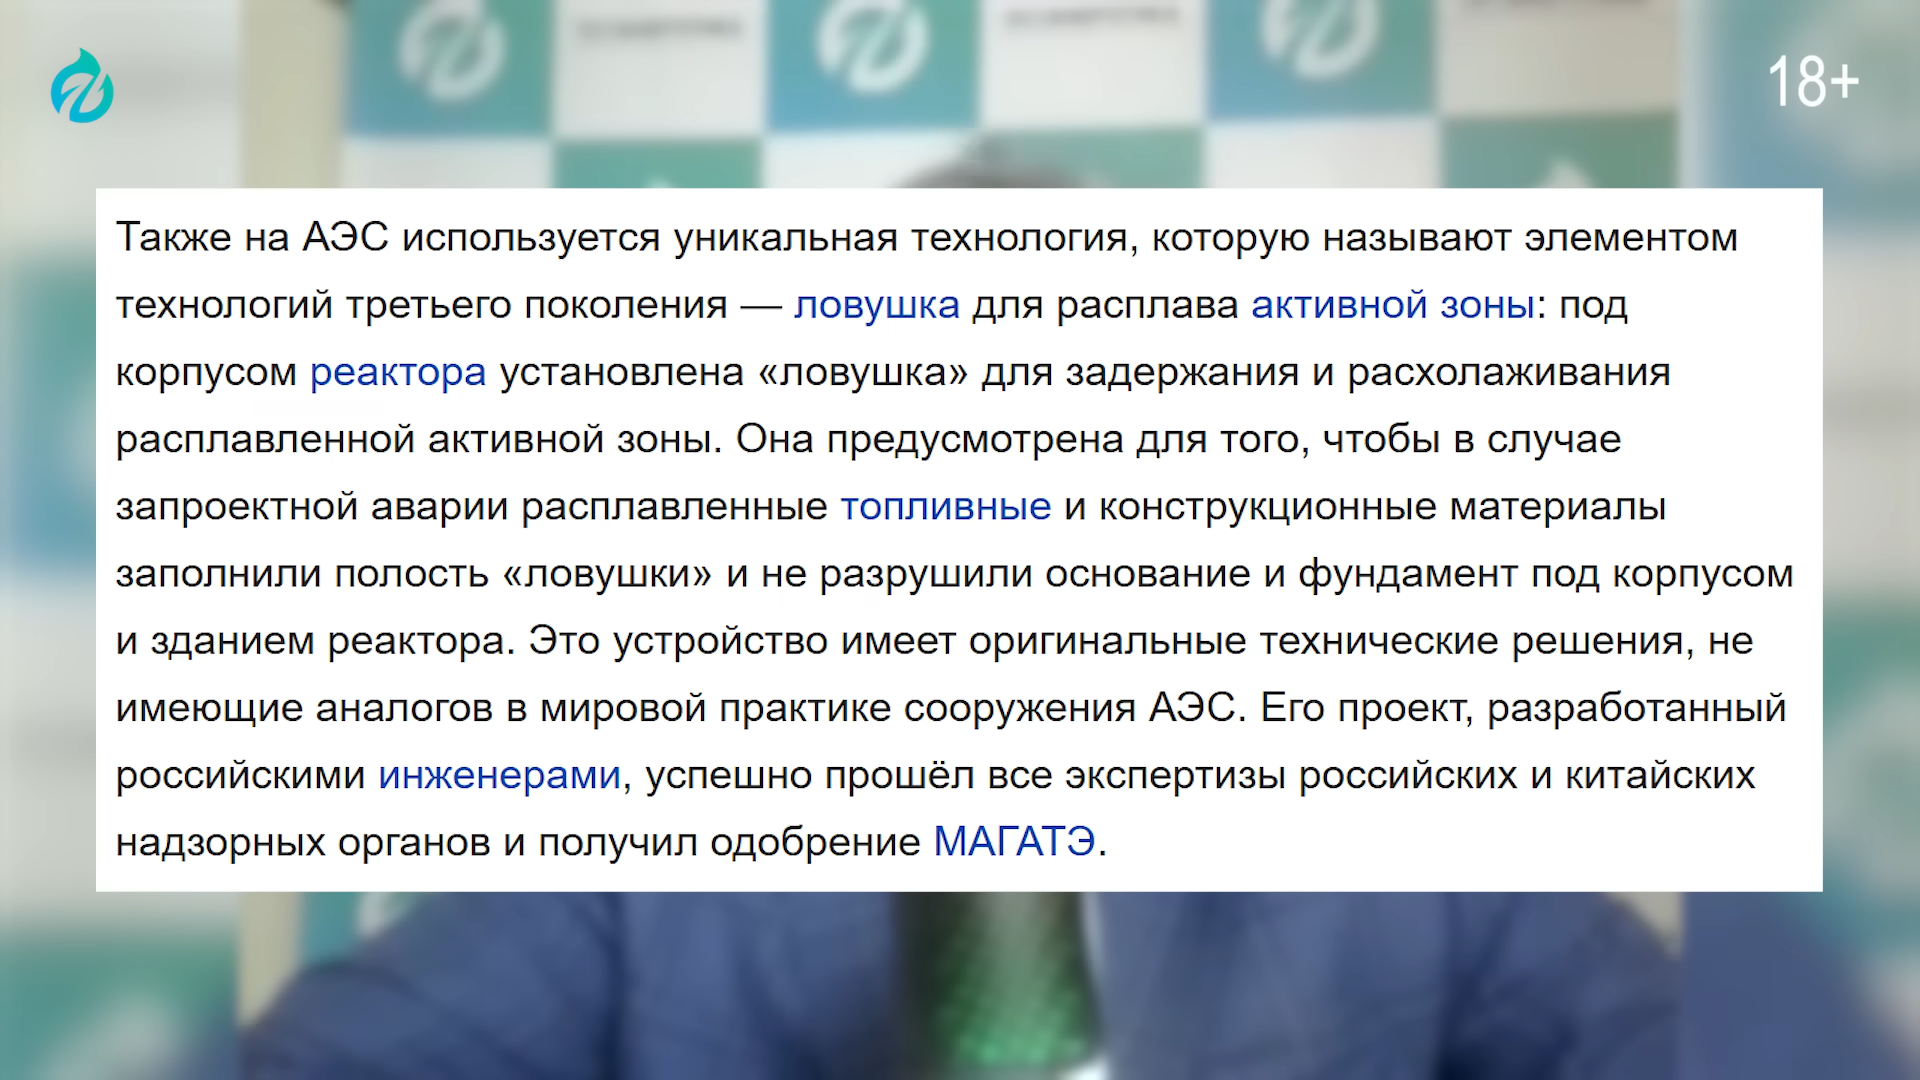 18+
Также на АЭС используется уникальная технология, которую называют элементом
технологий третьего поколения — ловушка для расплава активной зоны: под
корпусом реактора установлена «ловушка» для задержания и расхолаживания
расплавленной активной зоны. Она предусмотрена для того, чтобы в случае
запроектной аварии расплавленные топливные и конструкционные материалы
заполнили полость «ловушки» и не разрушили основание и фундамент под корпусом
и зданием реактора. Это устройство имеет оригинальные технические решения, не
имеющие аналогов в мировой практике сооружения АЭС. Его проект, разработанный
российскими инженерами, успешно прошёл все экспертизы российских и китайских
надзорных органов и получил одобрение МАГАТЭ.